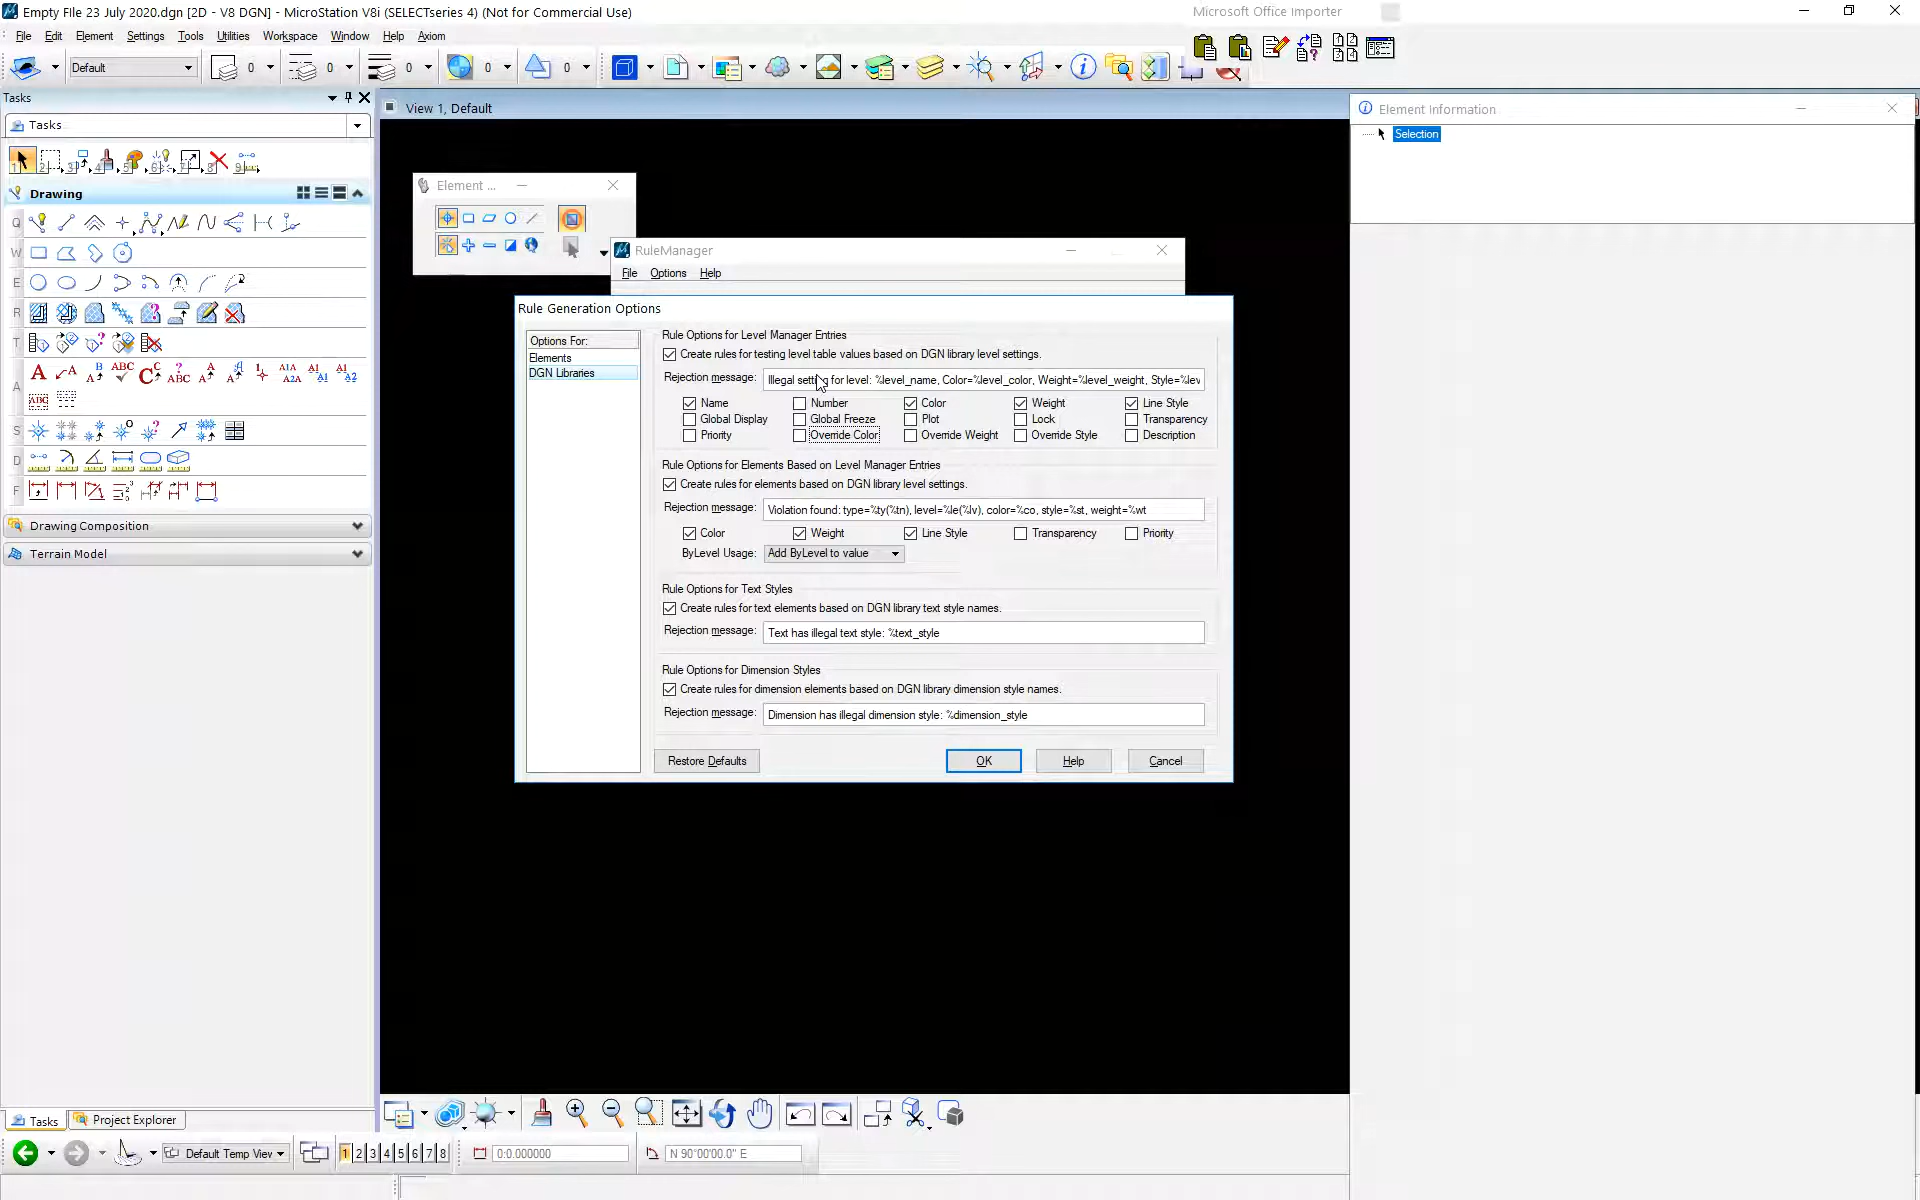 Empty FIle 23 July 2020.dgn [2D - V8 DGN] - MicroStation V8i (SELECTseries 4) (Not for Commercial Use)
Microsoft Office Importer
File Edit Element Settings Tools Utilities Workspace Window Help Axiom
Default 0 0 0 0 0
Tasks
View 1, Default
Element Information
Tasks
Selection
1 2 3 4 5 6 7 8 9
Element ...
Drawing
Q
W
E
R
T
A
S
D
F
RuleManager
File Options Help
Rule Generation Options
Options For:
Elements
DGN Libraries
Rule Options for Level Manager Entries
Create rules for testing level table values based on DGN library level settings.
Rejection message: Illegal setting for level: %level_name, Color=%level_color, Weight=%level_weight, Style=%lev
Name Number Color Weight Line Style
Global Display Global Freeze Plot Lock Transparency
Priority Override Color Override Weight Override Style Description
Rule Options for Elements Based on Level Manager Entries
Create rules for elements based on DGN library level settings.
Rejection message: Violation found: type=%ty(%tn), level=%le(%lv), color=%co, style=%st, weight=%wt
Color Weight Line Style Transparency Priority
ByLevel Usage: Add ByLevel to value
Rule Options for Text Styles
Create rules for text elements based on DGN library text style names.
Rejection message: Text has illegal text style: %text_style
Rule Options for Dimension Styles
Create rules for dimension elements based on DGN library dimension style names.
Rejection message: Dimension has illegal dimension style: %dimension_style
Restore Defaults OK Help Cancel
Drawing Composition
Terrain Model
Tasks Project Explorer
Default Temp View 1 2 3 4 5 6 7 8 0:0.000000 N 90°00'00.0" E